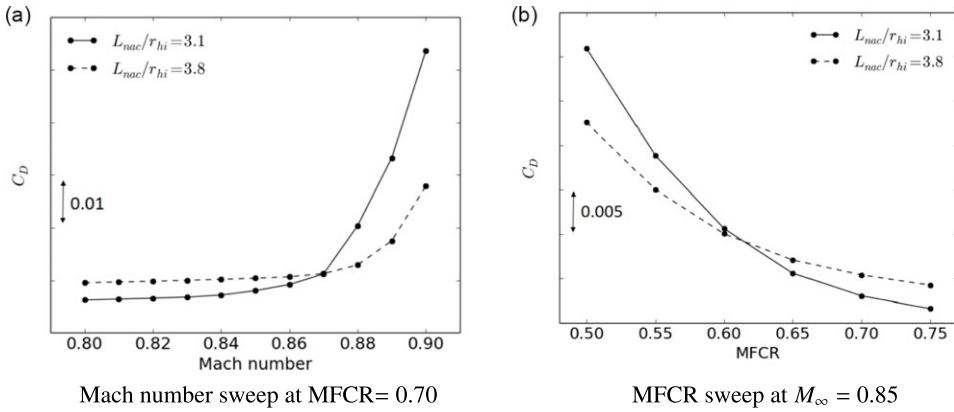 (a)
L_nac/r_hi=3.1
L_nac/r_hi=3.8
C_D
0.01
0.80 0.82 0.84 0.86 0.88 0.90
Mach number
Mach number sweep at MFCR= 0.70
(b)
L_nac/r_hi=3.1
L_nac/r_hi=3.8
C_D
0.005
0.50 0.55 0.60 0.65 0.70 0.75
MFCR
MFCR sweep at M_∞ = 0.85